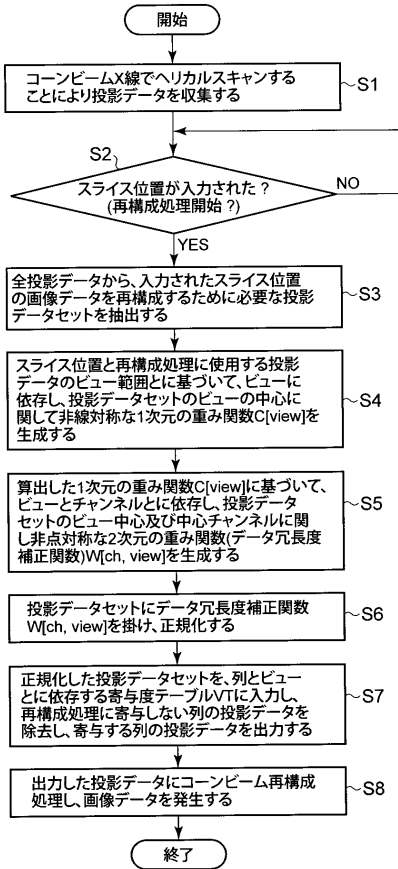 開始
コーンビームX線でヘリカルスキャンする
ことにより投影データを収集する
S1
S2
スライス位置が入力された?
(再構成処理開始?)
NO
YES
全投影データから、入力されたスライス位置
の画像データを再構成するために必要な投影
データセットを抽出する
S3
スライス位置と再構成処理に使用する投影
データのビュー範囲とに基づいて、ビューに
依存し、投影データセットのビューの中心に
関して非線対称な1次元の重み関数C[view]を
生成する
S4
算出した1次元の重み関数C[view]に基づいて、
ビューとチャンネルとに依存し、投影データ
セットのビュー中心及び中心チャンネルに関
し非点対称な2次元の重み関数(データ冗長度
補正関数)W[ch, view]を生成する
S5
投影データセットにデータ冗長度補正関数
W[ch, view]を掛け、正規化する
S6
正規化した投影データセットを、列とビュー
とに依存する寄与度テーブルVTに入力し、
再構成処理に寄与しない列の投影データを
除去し、寄与する列の投影データを出力する
S7
出力した投影データにコーンビーム再構成
処理し、画像データを発生する
S8
終了